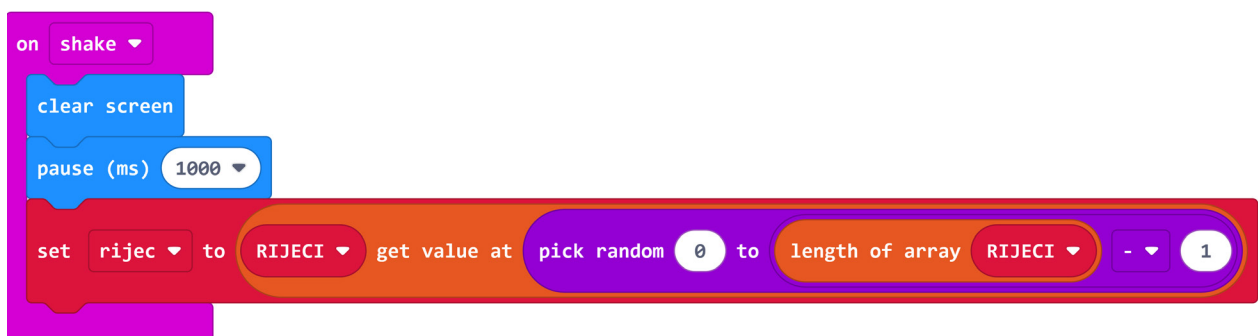 on shake
clear screen
pause (ms) 1000
set rijec to RIJECI get value at pick random 0 to length of array RIJECI - 1